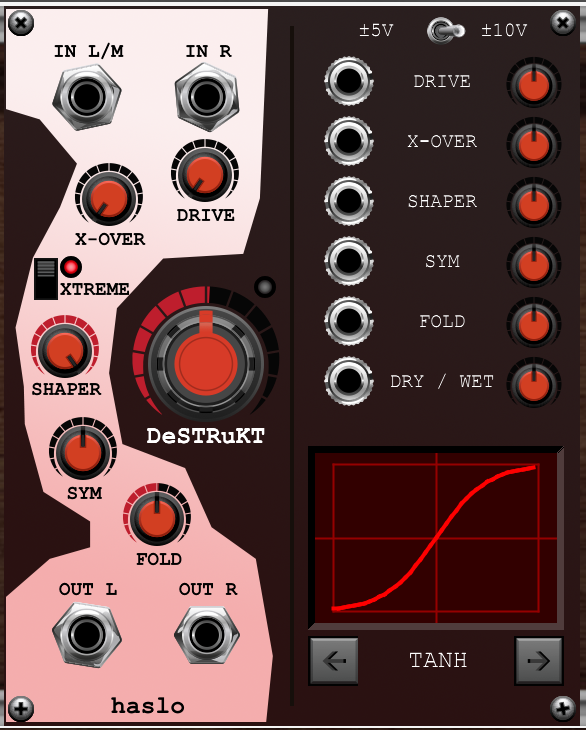 ±5V ±10V
IN L/M IN R
DRIVE
X-OVER
XTREME
SHAPER
DeSTRuKT
SYM
FOLD
OUT L OUT R
haslo
DRIVE
X-OVER
SHAPER
SYM
FOLD
DRY / WET
← TANH →